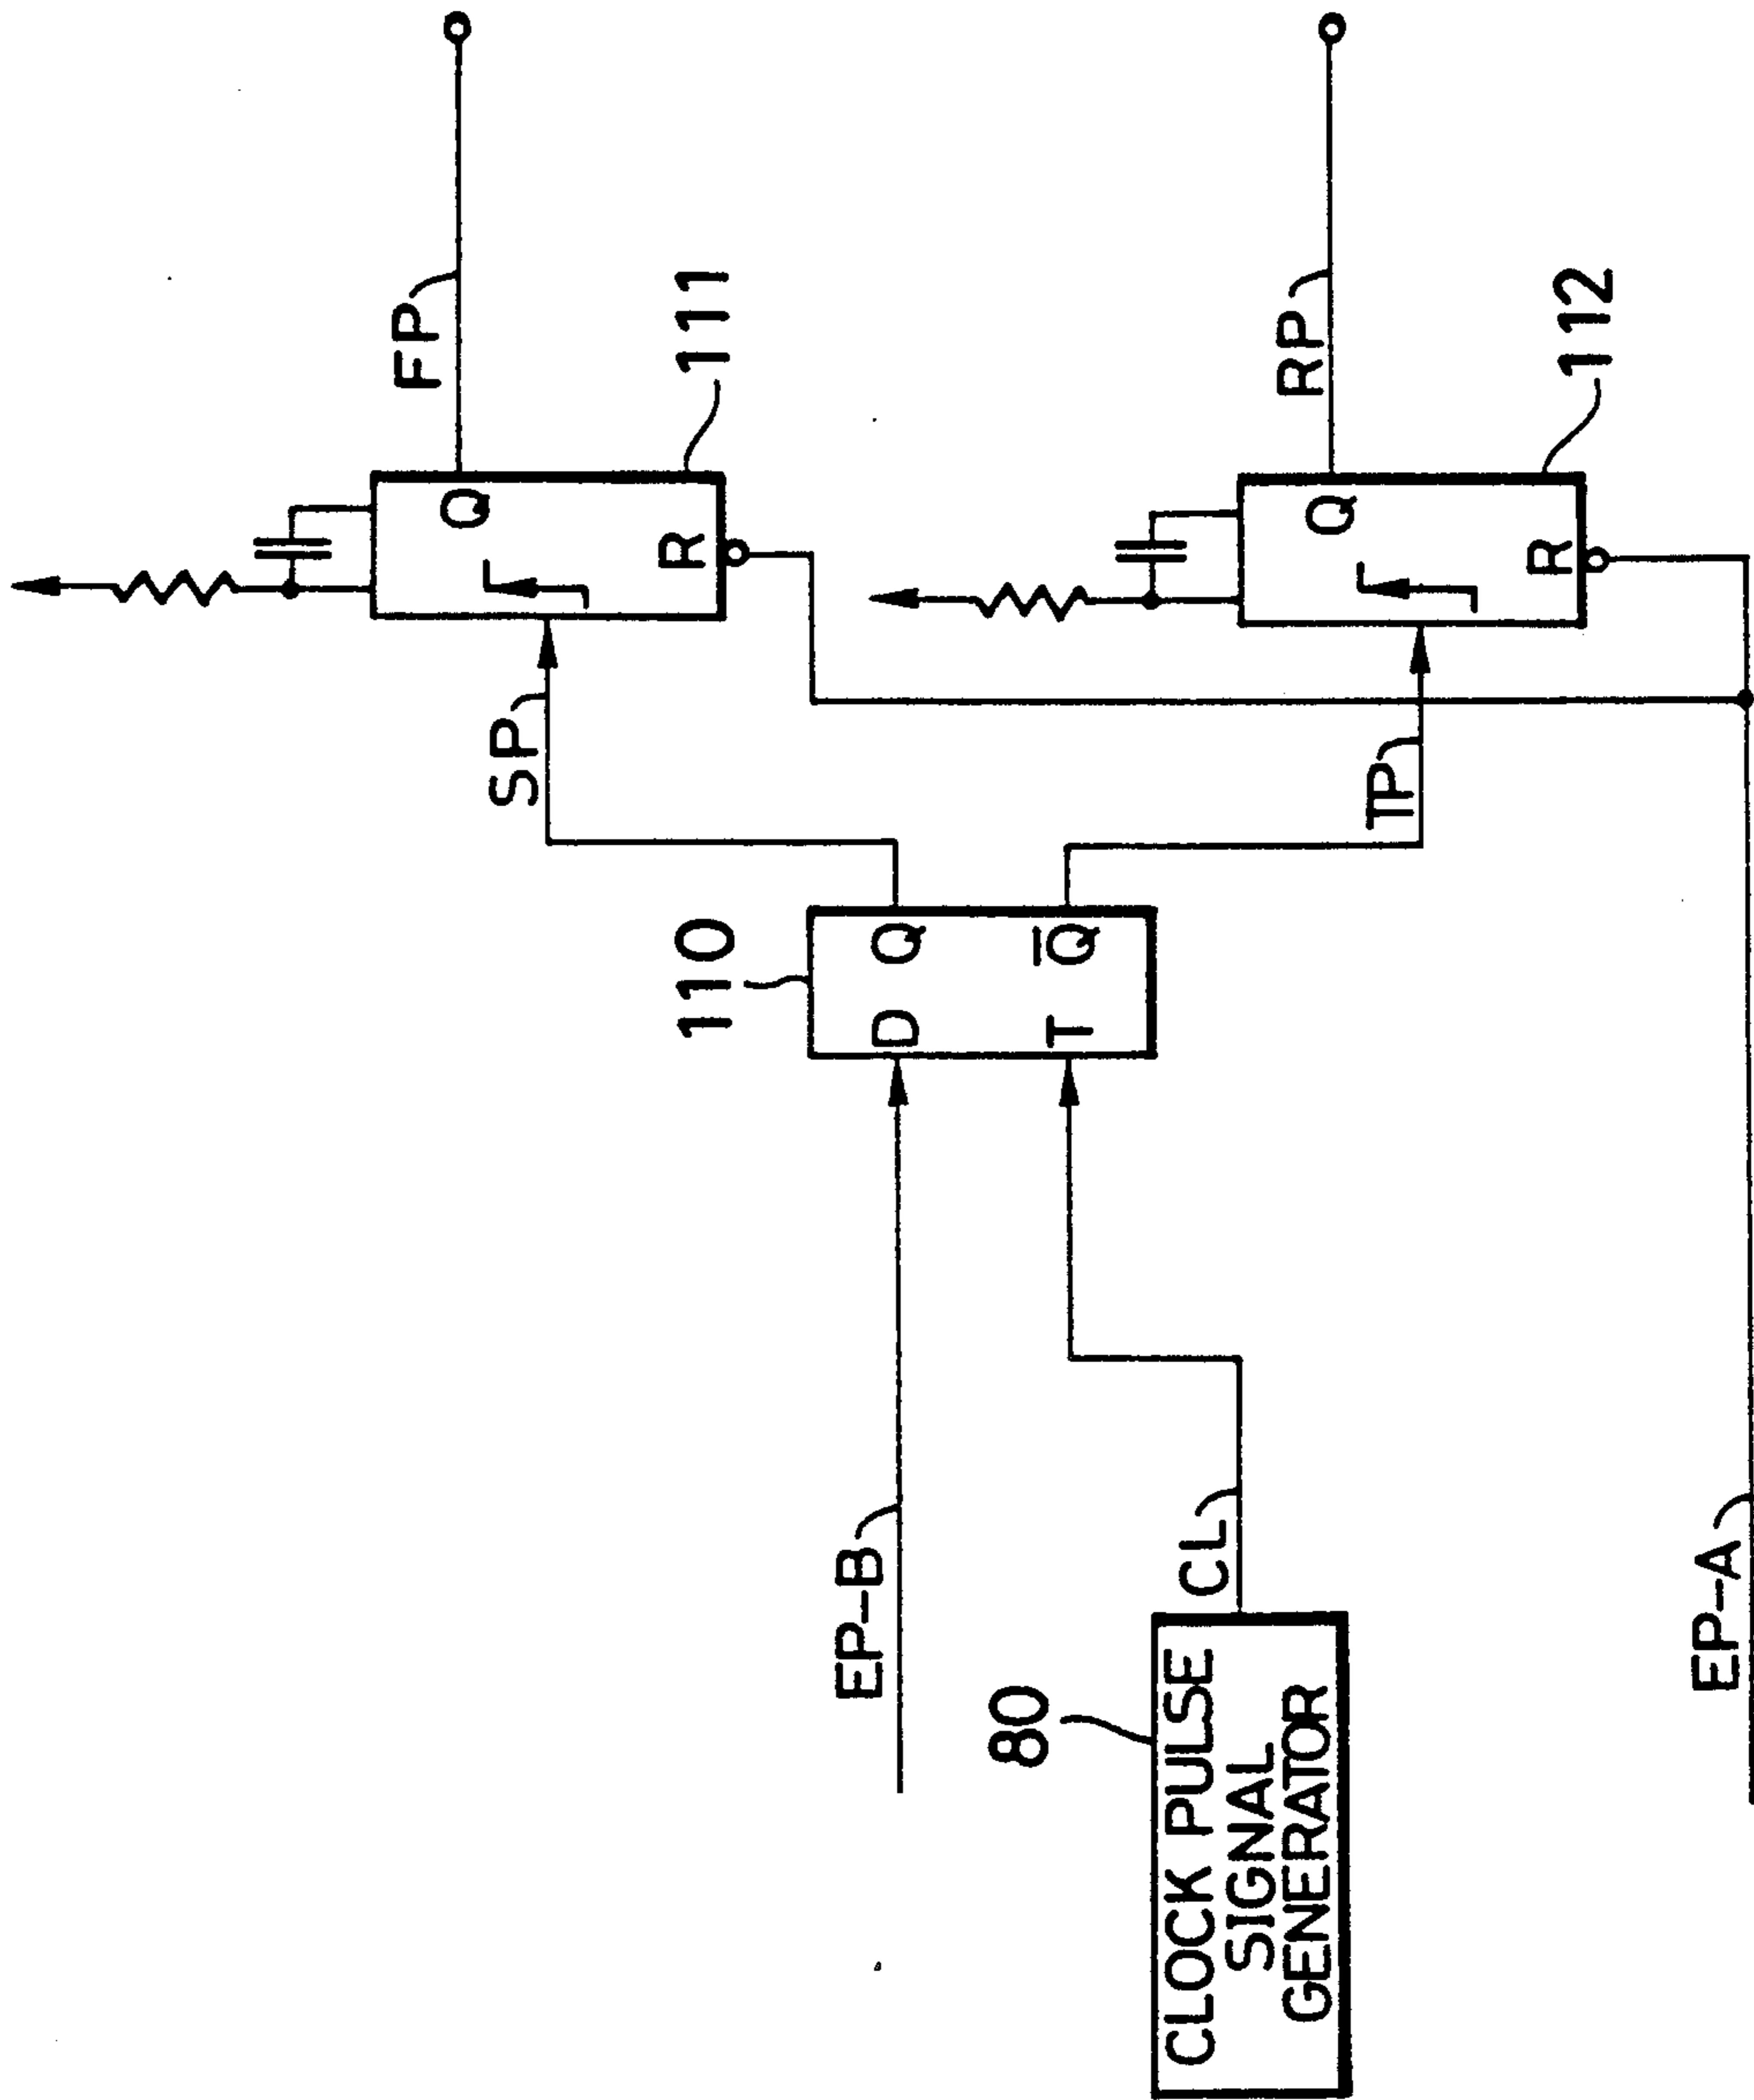 FP
111
Q
R
SP
RP
112
Q
R
TP
110
D Q
T Q̅
EP-B
CL
80
CLOCK PULSE
SIGNAL
GENERATOR
EP-A